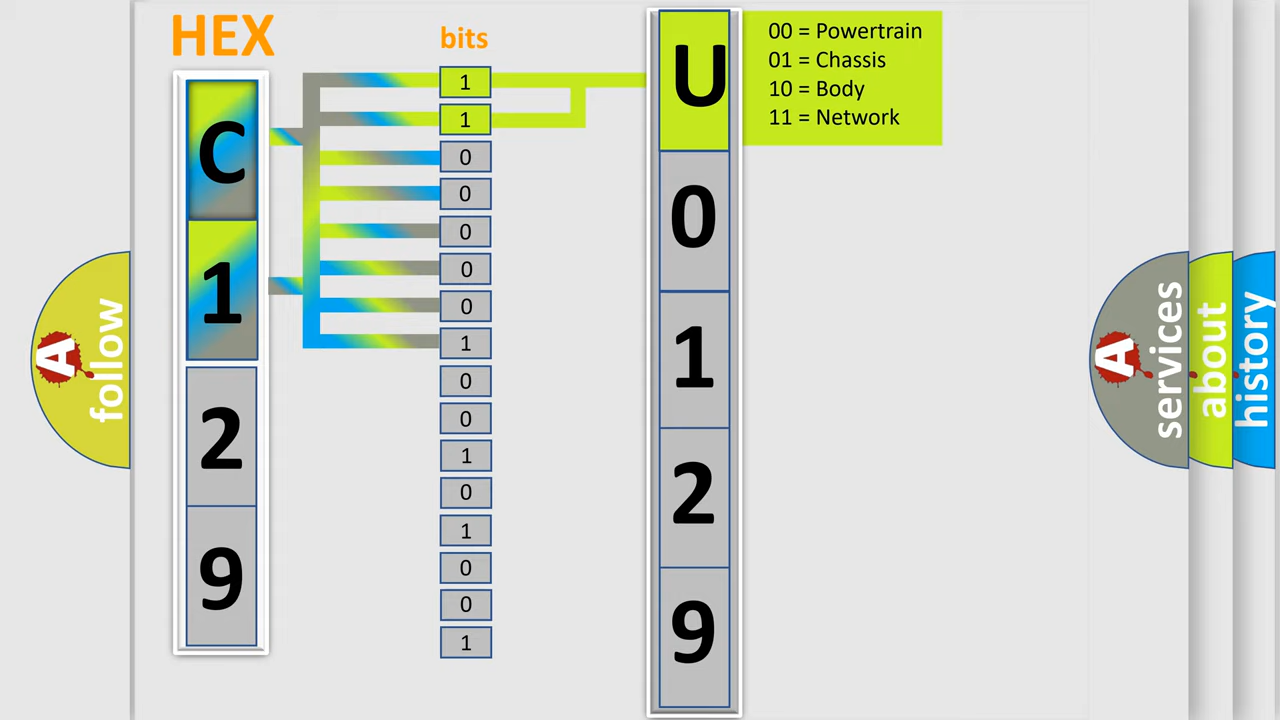 HEX
C
1
2
9
bits
1
1
0
0
0
0
0
1
0
0
1
0
1
0
0
1
U
0
1
2
9
00 = Powertrain
01 = Chassis
10 = Body
11 = Network
A
follow
A
services
about
history